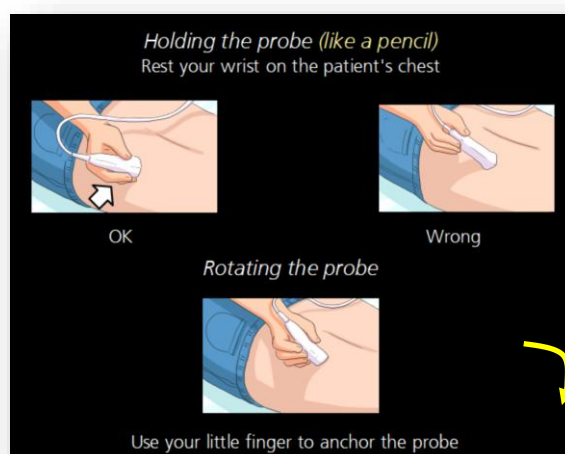 Holding the probe (like a pencil)
Rest your wrist on the patient's chest
OK
Wrong
Rotating the probe
Use your little finger to anchor the probe